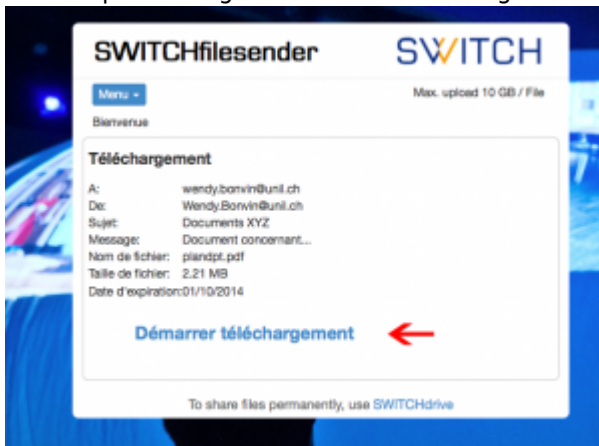 SWITCHfilesender
SWITCH
Menu
Max. upload 10 GB / File
Bienvenue
Téléchargement
A: wendy.bonvin@unil.ch
De: Wendy.Bonvin@unil.ch
Sujet: Documents XYZ
Message: Document concernant...
Nom de fichier: plandpt.pdf
Taille de fichier: 2.21 MB
Date d'expiration:01/10/2014
Démarrer téléchargement
To share files permanently, use SWITCHdrive